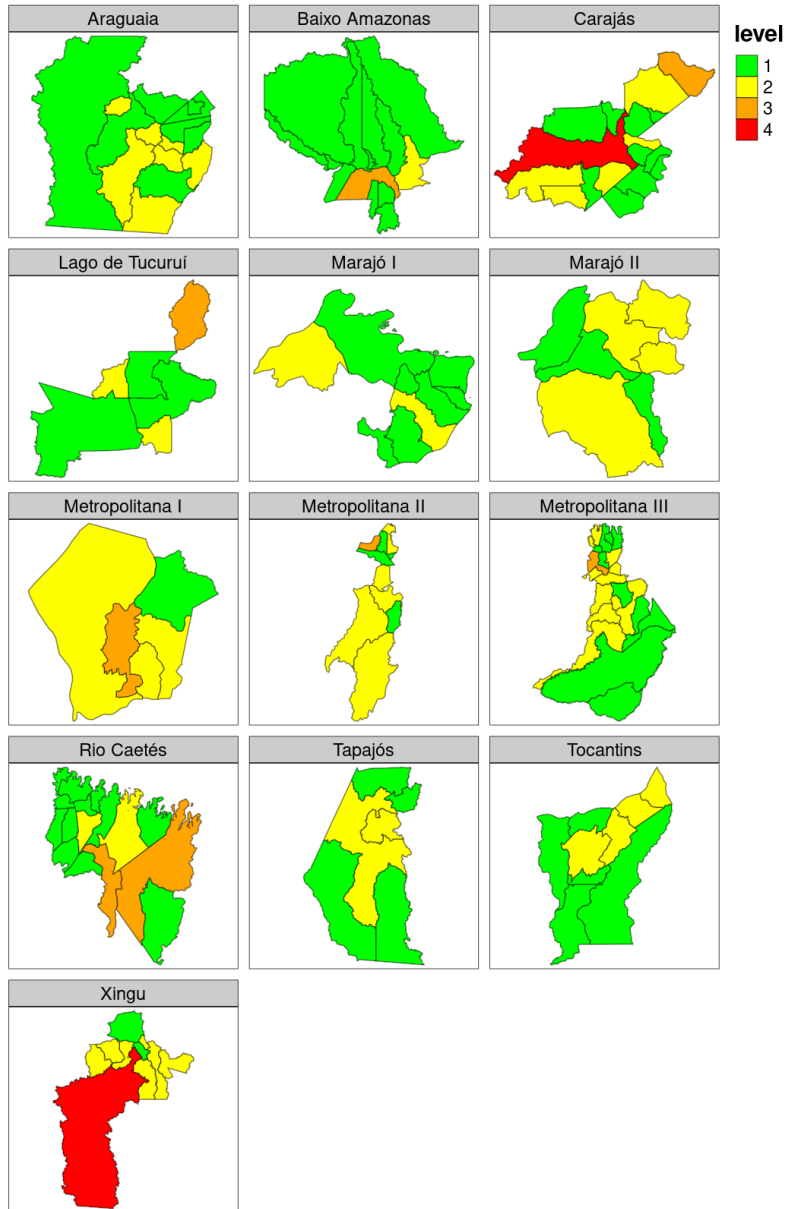 Araguaia
Baixo Amazonas
Carajás
level
1
2
3
4
Lago de Tucuruí
Marajó I
Marajó II
Metropolitana I
Metropolitana II
Metropolitana III
Rio Caetés
Tapajós
Tocantins
Xingu